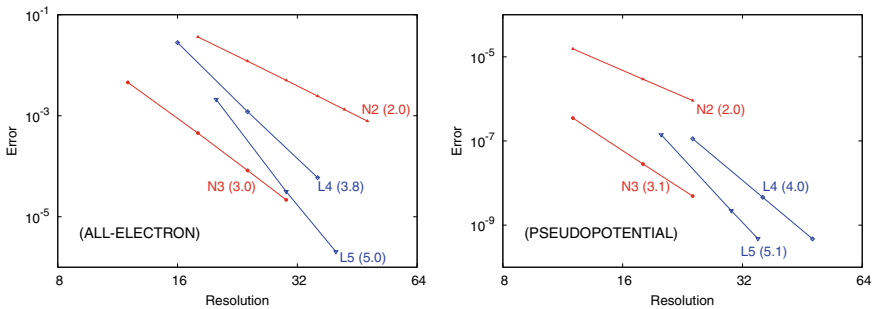 10^-1
10^-3
10^-5
Error
N2 (2.0)
N3 (3.0)
L4 (3.8)
L5 (5.0)
(ALL-ELECTRON)
8
16
32
64
Resolution
10^-5
10^-7
10^-9
Error
N2 (2.0)
N3 (3.1)
L4 (4.0)
L5 (5.1)
(PSEUDOPOTENTIAL)
8
16
32
64
Resolution